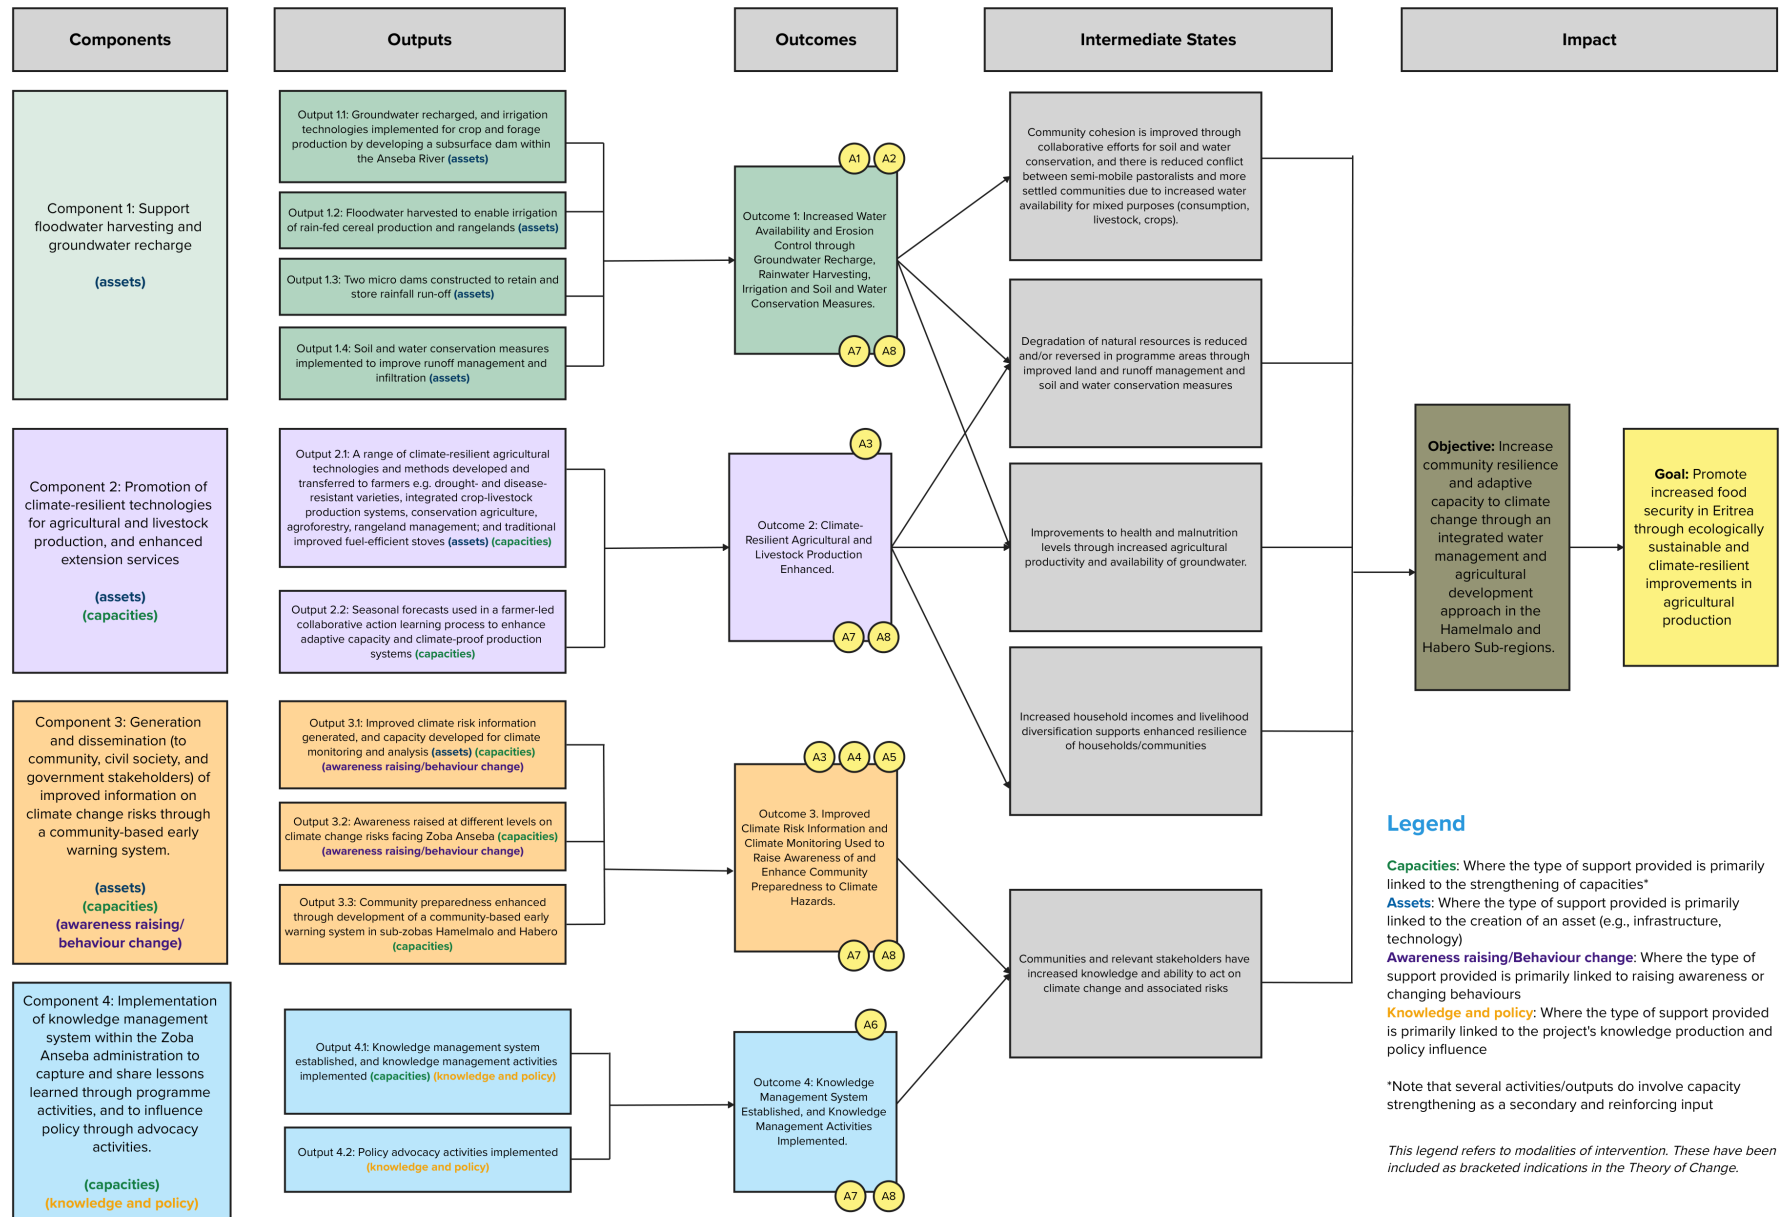 Components
Outputs
Outcomes
Intermediate States
Impact
Component 1: Support
floodwater harvesting and
groundwater recharge
(assets)
Output 1.1: Groundwater recharged, and irrigation
technologies implemented for crop and forage
production by developing a subsurface dam within
the Anseba River (assets)
Output 1.2: Floodwater harvested to enable irrigation
of rain-fed cereal production and rangelands (assets)
Output 1.3: Two micro dams constructed to retain and
store rainfall run-off (assets)
Output 1.4: Soil and water conservation measures
implemented to improve runoff management and
infiltration (assets)
A1
A2
Outcome 1: Increased Water
Availability and Erosion
Control through
Groundwater Recharge,
Rainwater Harvesting,
Irrigation and Soil and Water
Conservation Measures.
A7
A8
Community cohesion is improved through
collaborative efforts for soil and water
conservation, and there is reduced conflict
between semi-mobile pastoralists and more
settled communities due to increased water
availability for mixed purposes (consumption,
livestock, crops).
Degradation of natural resources is reduced
and/or reversed in programme areas through
improved land and runoff management and
soil and water conservation measures
Component 2: Promotion of
climate-resilient technologies
for agricultural and livestock
production, and enhanced
extension services
(assets)
(capacities)
Output 2.1: A range of climate-resilient agricultural
technologies and methods developed and
transferred to farmers e.g. drought- and disease-
resistant varieties, integrated crop-livestock
production systems, conservation agriculture,
agroforestry, rangeland management; and traditional
improved fuel-efficient stoves (assets) (capacities)
Output 2.2: Seasonal forecasts used in a farmer-led
collaborative action learning process to enhance
adaptive capacity and climate-proof production
systems (capacities)
A3
Outcome 2: Climate-
Resilient Agricultural and
Livestock Production
Enhanced.
A7
A8
Improvements to health and malnutrition
levels through increased agricultural
productivity and availability of groundwater.
Increased household incomes and livelihood
diversification supports enhanced resilience
of households/communities
Objective: Increase
community resilience
and adaptive
capacity to climate
change through an
integrated water
management and
agricultural
development
approach in the
Hamelmalo and
Habero Sub-regions.
Goal: Promote
increased food
security in Eritrea
through ecologically
sustainable and
climate-resilient
improvements in
agricultural
production
Component 3: Generation
and dissemination (to
community, civil society, and
government stakeholders) of
improved information on
climate change risks through
a community-based early
warning system.
(assets)
(capacities)
(awareness raising/
behaviour change)
Output 3.1: Improved climate risk information
generated, and capacity developed for climate
monitoring and analysis (assets) (capacities)
(awareness raising/behaviour change)
Output 3.2: Awareness raised at different levels on
climate change risks facing Zoba Anseba (capacities)
(awareness raising/behaviour change)
Output 3.3: Community preparedness enhanced
through development of a community-based early
warning system in sub-zobas Hamelmalo and Habero
(capacities)
A3
A4
A5
Outcome 3. Improved
Climate Risk Information and
Climate Monitoring Used to
Raise Awareness of and
Enhance Community
Preparedness to Climate
Hazards.
A7
A8
Communities and relevant stakeholders have
increased knowledge and ability to act on
climate change and associated risks
Component 4: Implementation
of knowledge management
system within the Zoba
Anseba administration to
capture and share lessons
learned through programme
activities, and to influence
policy through advocacy
activities.
(capacities)
(knowledge and policy)
Output 4.1: Knowledge management system
established, and knowledge management activities
implemented (capacities) (knowledge and policy)
Output 4.2: Policy advocacy activities implemented
(knowledge and policy)
A6
Outcome 4: Knowledge
Management System
Established, and Knowledge
Management Activities
Implemented.
A7
A8
Legend
Capacities: Where the type of support provided is primarily
linked to the strengthening of capacities*
Assets: Where the type of support provided is primarily
linked to the creation of an asset (e.g., infrastructure,
technology)
Awareness raising/Behaviour change: Where the type of
support provided is primarily linked to raising awareness or
changing behaviours
Knowledge and policy: Where the type of support provided
is primarily linked to the project's knowledge production and
policy influence
*Note that several activities/outputs do involve capacity
strengthening as a secondary and reinforcing input
This legend refers to modalities of intervention. These have been
included as bracketed indications in the Theory of Change.